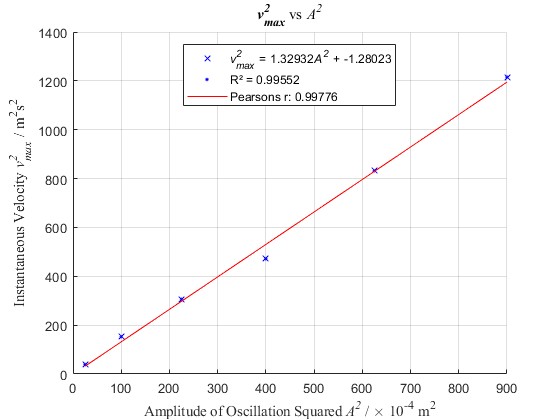 v²max vs A²
v²max = 1.32932A² + -1.28023
R² = 0.99552
Pearsons r: 0.99776
1400
1200
1000
800
600
400
200
0
Instantaneous Velocity v²max / m²s²
0 100 200 300 400 500 600 700 800 900
Amplitude of Oscillation Squared A² / × 10⁻⁴ m²